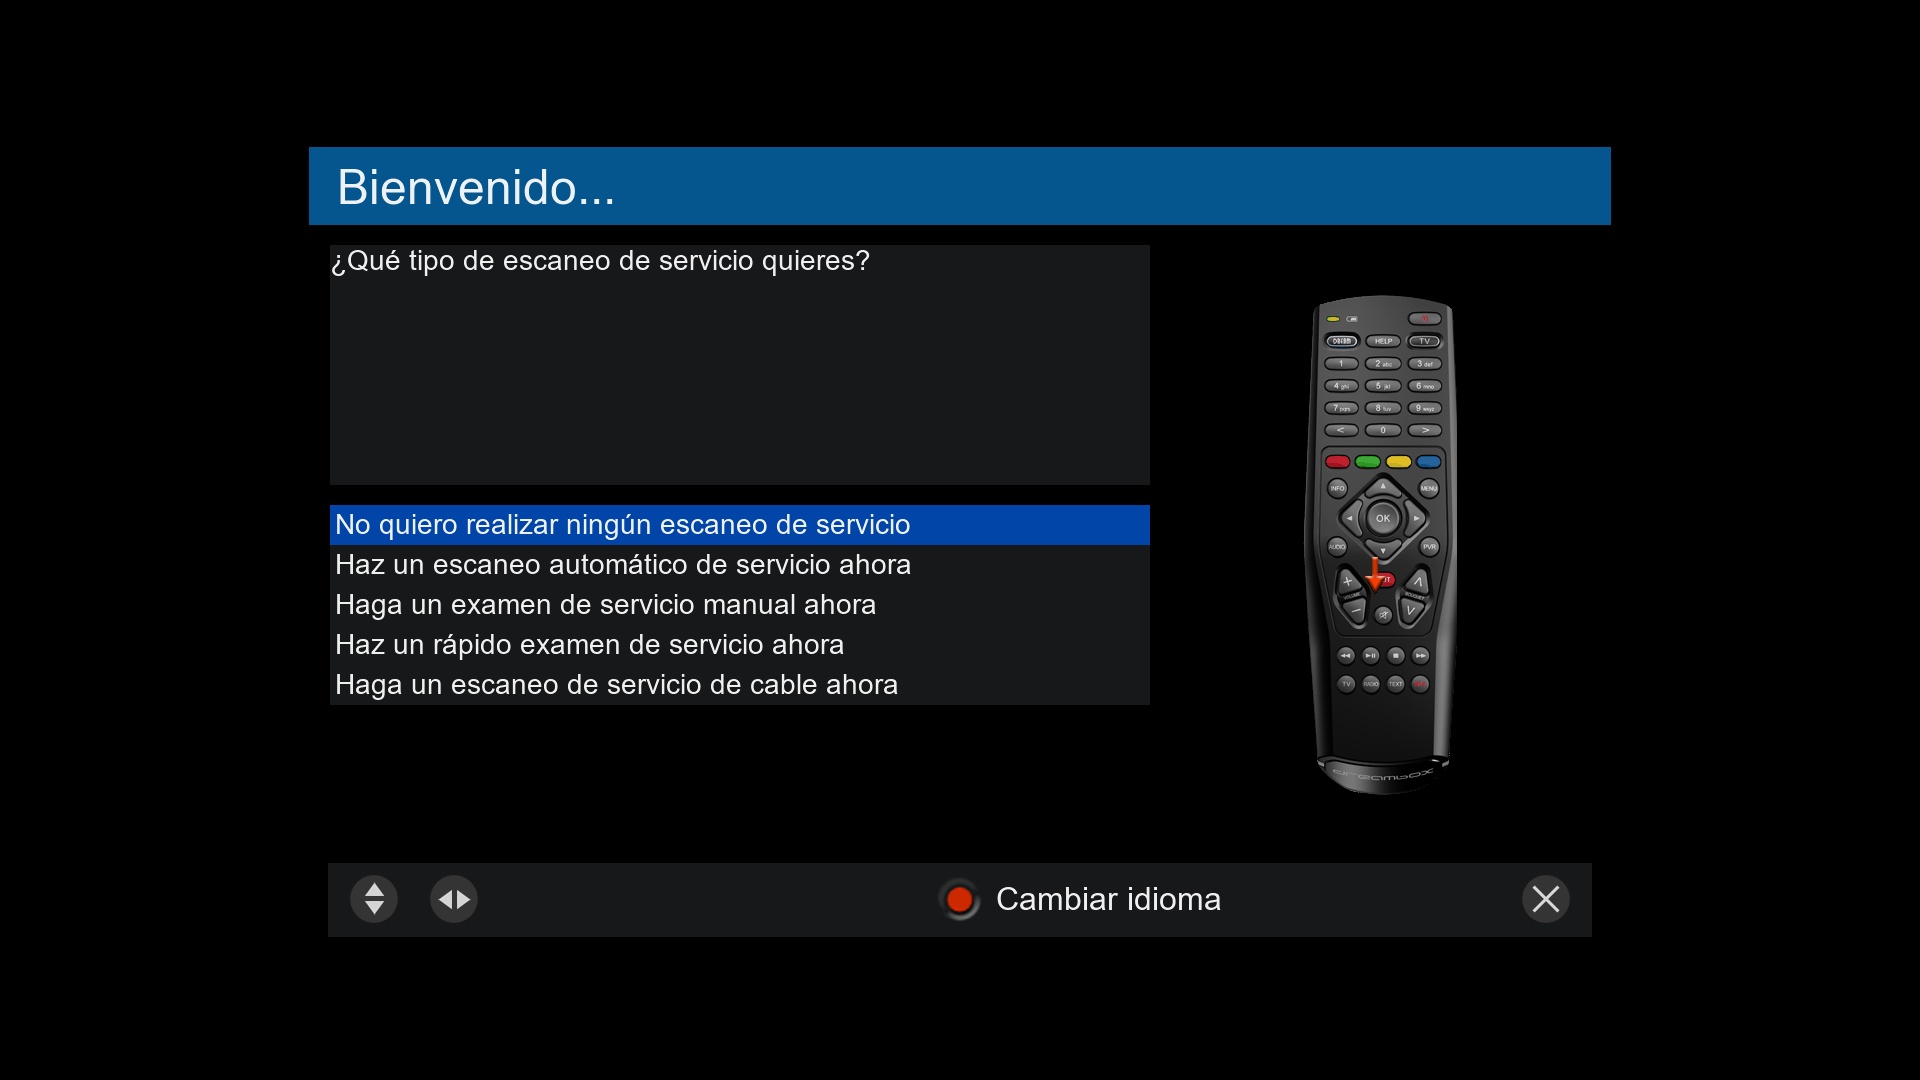 Bienvenido...
¿Qué tipo de escaneo de servicio quieres?
No quiero realizar ningún escaneo de servicio
Haz un escaneo automático de servicio ahora
Haga un examen de servicio manual ahora
Haz un rápido examen de servicio ahora
Haga un escaneo de servicio de cable ahora
HELP TV
1 2 abc 3 def
4 ghi 5 jkl 6 mno
7 pqrs 8 tuv 9 wxyz
< 0 >
INFO MENU
OK
AUDIO PVR
VOLUME BOUQUET
TV RADIO TEXT
dreambox
Cambiar idioma